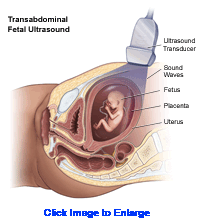 Transabdominal
Fetal Ultrasound
Ultrasound
Transducer
Sound
Waves
Fetus
Placenta
Uterus
Click Image to Enlarge